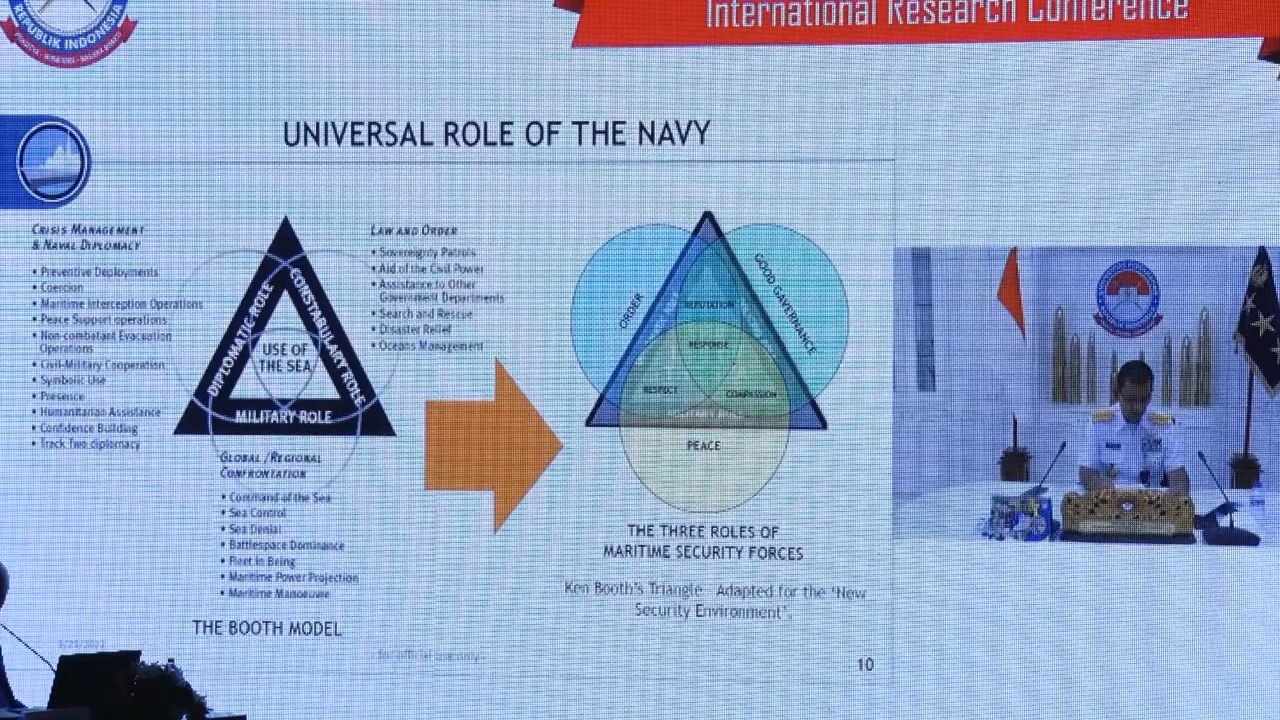 International Research Conference
REPUBLIK INDONESIA
UNIVERSAL ROLE OF THE NAVY
CRISIS MANAGEMENT
& NAVAL DIPLOMACY
• Preventive Deployments
• Coercion
• Maritime Interception Operations
• Peace Support operations
• Non-combatant Evacuation
Operations
• Civil-Military Cooperation
• Symbolic Use
• Presence
• Humanitarian Assistance
• Confidence Building
• Track Two diplomacy
DIPLOMATIC ROLE
CONSTABULARY ROLE
USE OF
THE SEA
MILITARY ROLE
LAW AND ORDER
• Sovereignty Patrols
• Aid of the Civil Power
• Assistance to Other
Government Departments
• Search and Rescue
• Disaster Relief
• Oceans Management
GLOBAL /REGIONAL
CONFRONTATION
• Command of the Sea
• Sea Control
• Sea Denial
• Battlespace Dominance
• Fleet in Being
• Maritime Power Projection
• Maritime Manoeuvre
THE BOOTH MODEL
ORDER
GOOD GAVERNANCE
REPUTATION
RESPONSE
RESPECT
COMPASSION
PEACE
THE THREE ROLES OF
MARITIME SECURITY FORCES
Ken Booth's Triangle Adapted for the 'New
Security Environment'.
for official use only
10